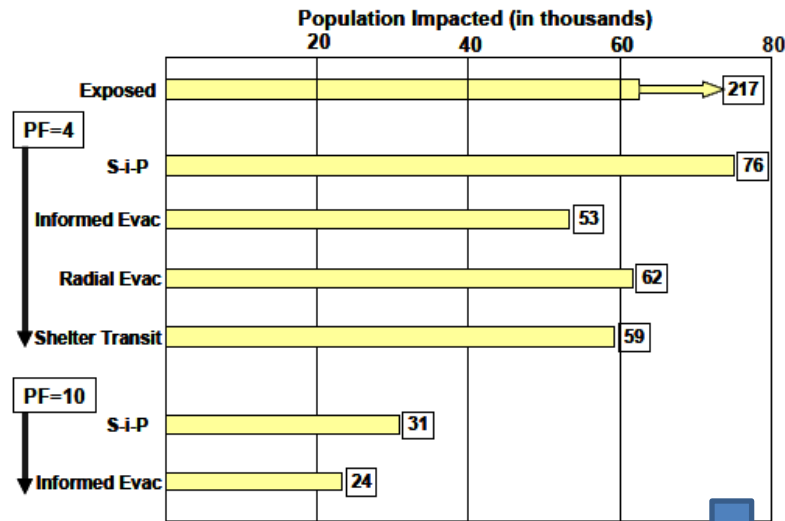 Population Impacted (in thousands)
20 40 60 80
Exposed 217
PF=4
S-i-P 76
Informed Evac 53
Radial Evac 62
Shelter Transit 59
PF=10
S-i-P 31
Informed Evac 24